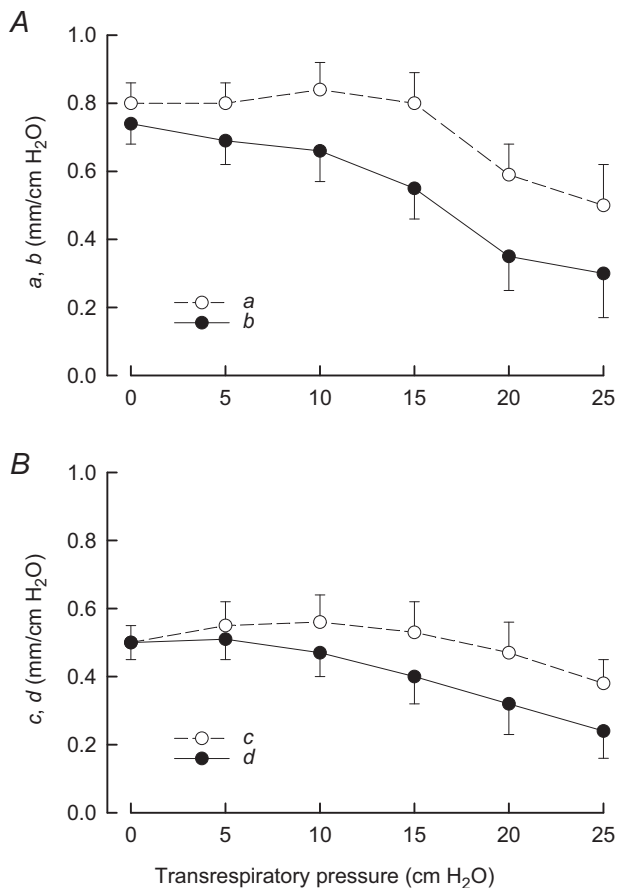 A
1.0
0.8
0.6
0.4
0.2
0.0
a, b (mm/cm H₂O)
a
b
0 5 10 15 20 25
B
1.0
0.8
0.6
0.4
0.2
0.0
c, d (mm/cm H₂O)
c
d
0 5 10 15 20 25
Transrespiratory pressure (cm H₂O)